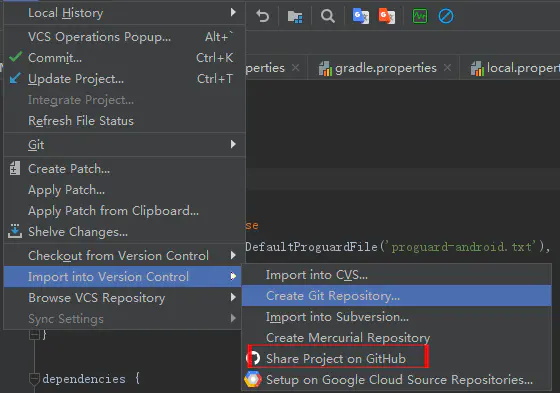 Local History
VCS Operations Popup... Alt+`
Commit... Ctrl+K
Update Project... Ctrl+T
Integrate Project...
Refresh File Status
Git
Create Patch...
Apply Patch...
Apply Patch from Clipboard...
Shelve Changes...
Checkout from Version Control
Import into Version Control
Browse VCS Repository
Sync Settings
perties
gradle.properties
local.prope
se
DefaultProguardFile('proguard-android.txt'),
Import into CVS...
Create Git Repository...
Import into Subversion...
Create Mercurial Repository
Share Project on GitHub
Setup on Google Cloud Source Repositories...
}
dependencies {